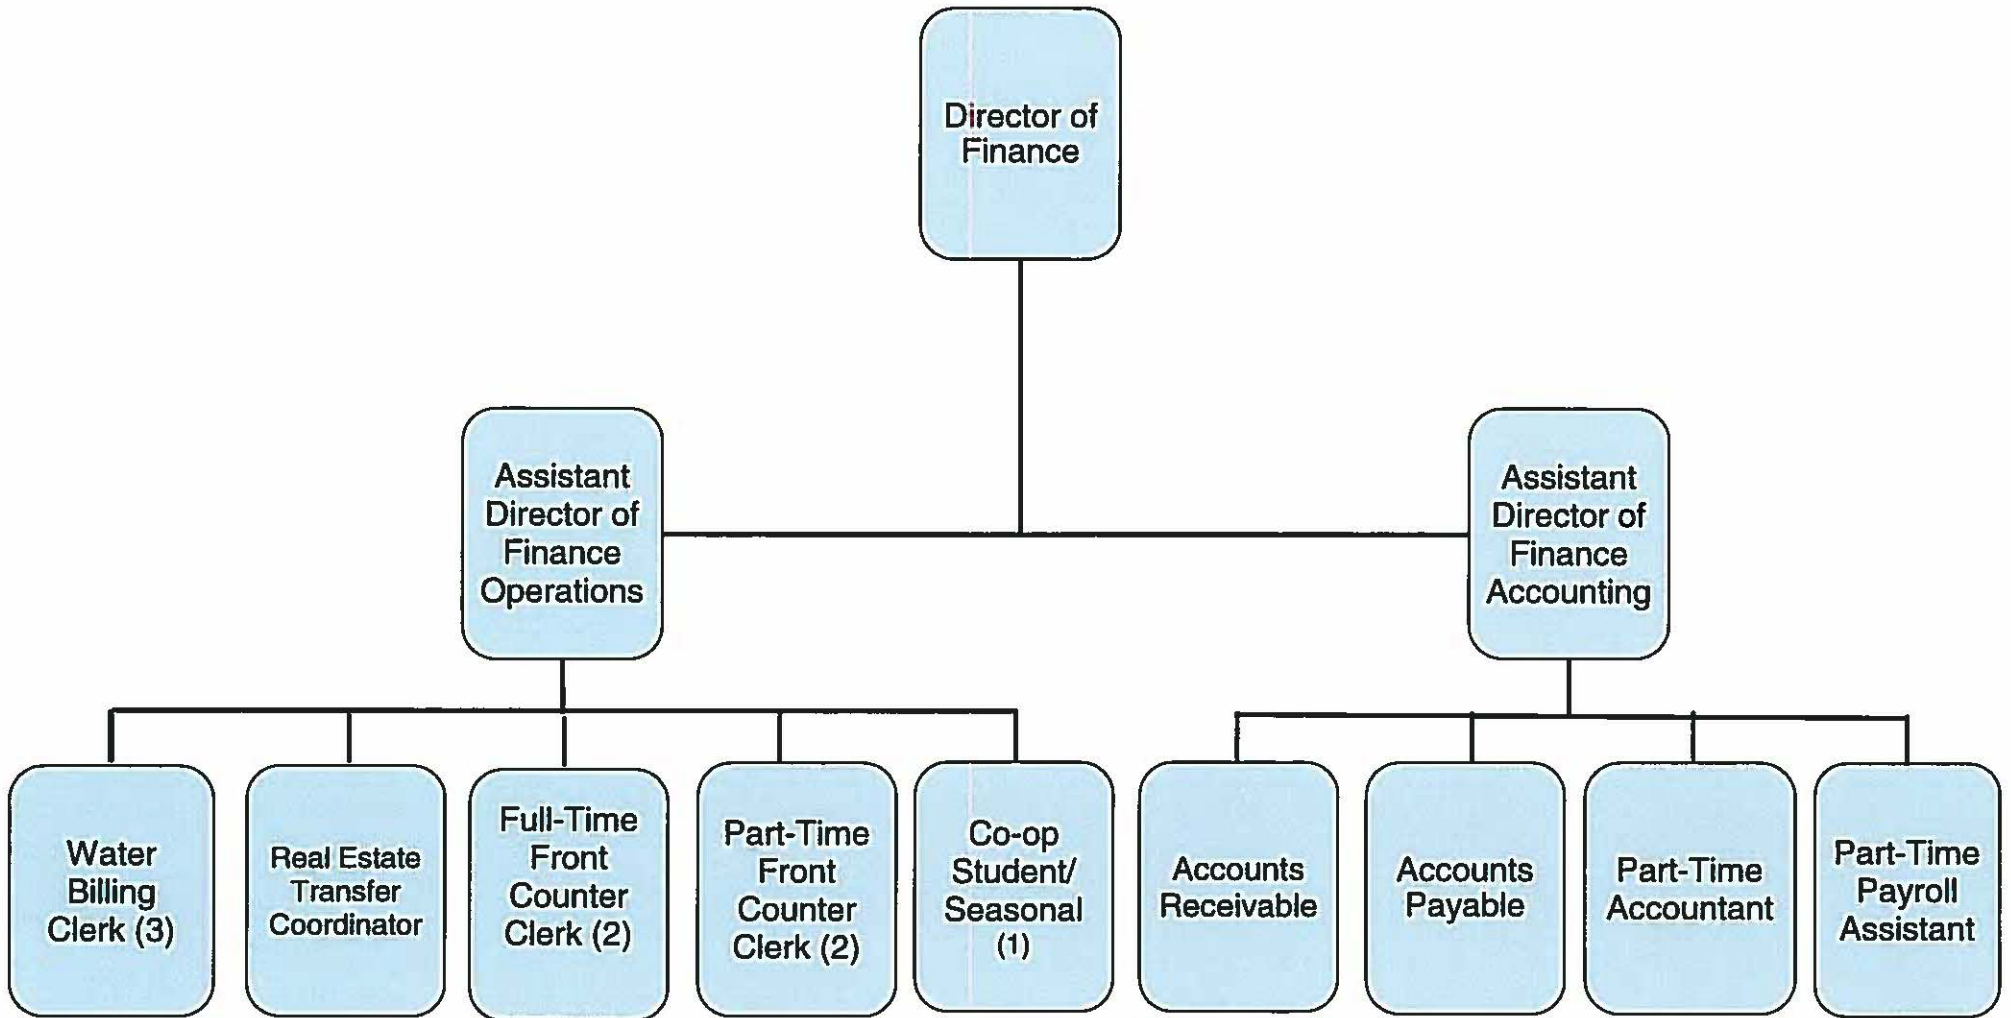 Director of
Finance
Assistant
Director of
Finance
Operations
Assistant
Director of
Finance
Accounting
Water
Billing
Clerk (3)
Real Estate
Transfer
Coordinator
Full-Time
Front
Counter
Clerk (2)
Part-Time
Front
Counter
Clerk (2)
Co-op
Student/
Seasonal
(1)
Accounts
Receivable
Accounts
Payable
Part-Time
Accountant
Part-Time
Payroll
Assistant